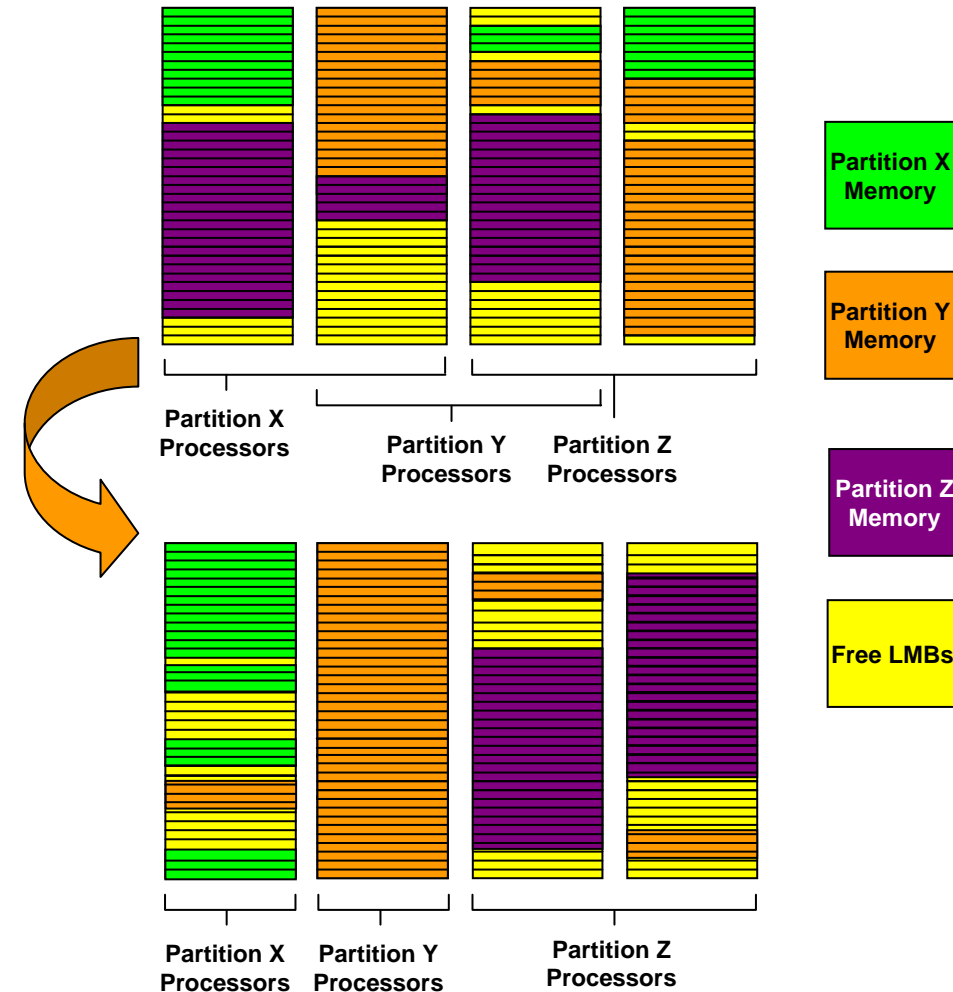 Partition X
Memory
Partition Y
Memory
Partition Z
Memory
Free LMBs
Partition X
Processors
Partition Y
Processors
Partition Z
Processors
Partition X
Processors
Partition Y
Processors
Partition Z
Processors